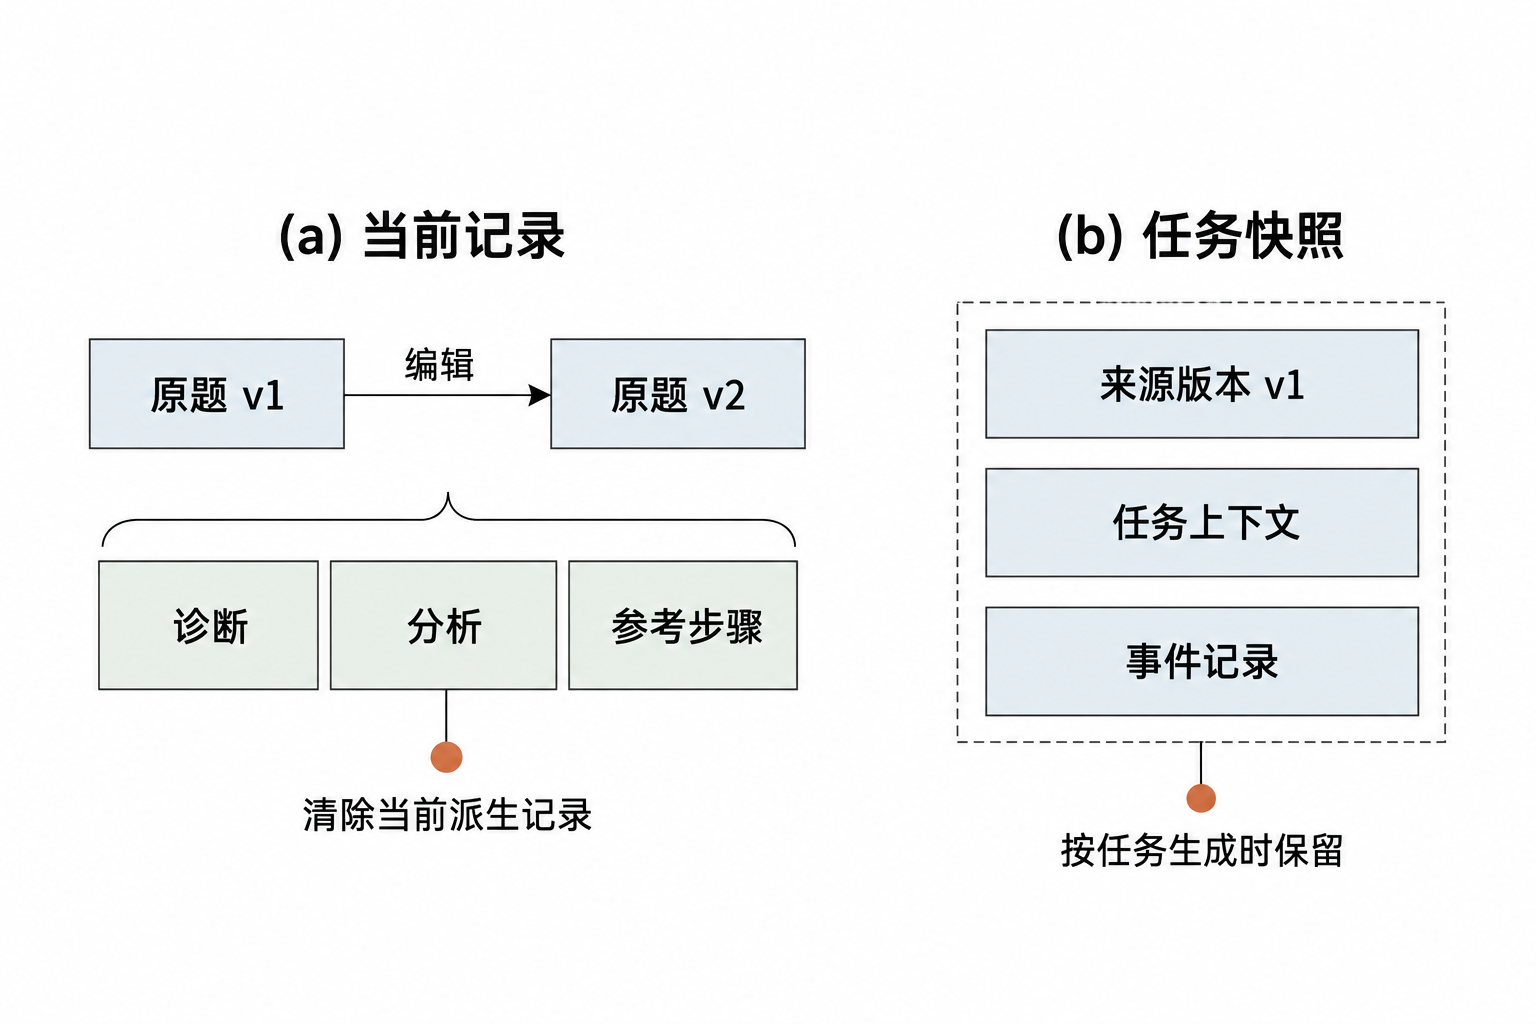 (a) 当前记录
原题 v1
编辑
原题 v2
诊断
分析
参考步骤
清除当前派生记录
(b) 任务快照
来源版本 v1
任务上下文
事件记录
按任务生成时保留